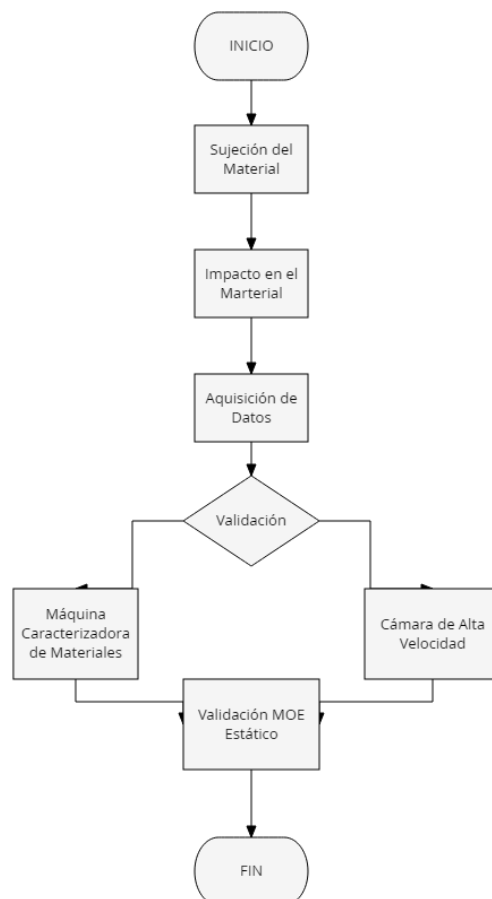 INICIO
Sujeción del
Material
Impacto en el
Marterial
Aquisición de
Datos
Validación
Máquina
Caracterizadora
de Materiales
Cámara de Alta
Velocidad
Validación MOE
Estático
FIN